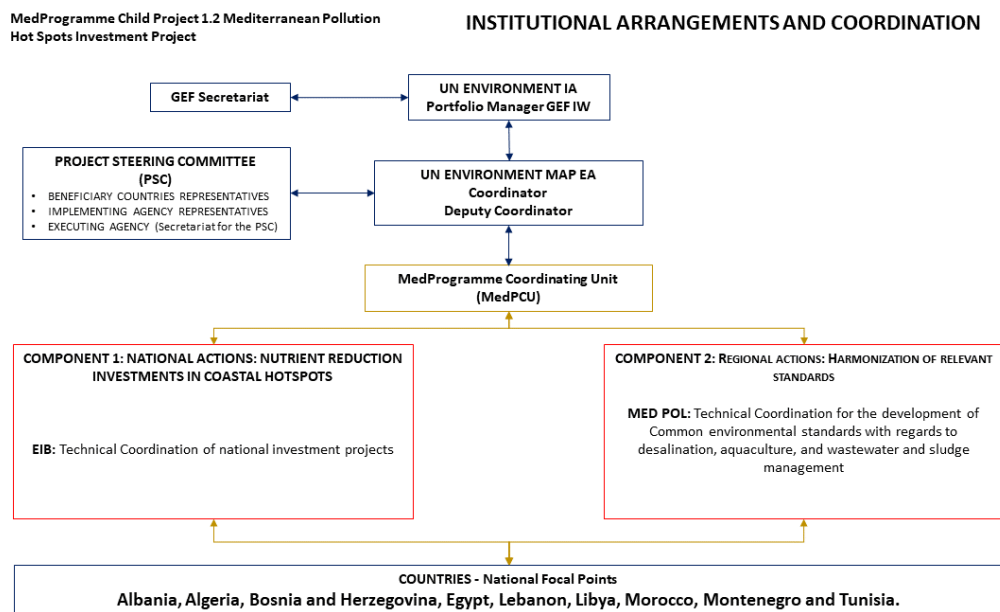 MedProgramme Child Project 1.2 Mediterranean Pollution
Hot Spots Investment Project
INSTITUTIONAL ARRANGEMENTS AND COORDINATION
GEF Secretariat
UN ENVIRONMENT IA
Portfolio Manager GEF IW
PROJECT STEERING COMMITTEE
(PSC)
• BENEFICIARY COUNTRIES REPRESENTATIVES
• IMPLEMENTING AGENCY REPRESENTATIVES
• EXECUTING AGENCY (Secretariat for the PSC)
UN ENVIRONMENT MAP EA
Coordinator
Deputy Coordinator
MedProgramme Coordinating Unit
(MedPCU)
COMPONENT 1: NATIONAL ACTIONS: NUTRIENT REDUCTION
INVESTMENTS IN COASTAL HOTSPOTS
EIB: Technical Coordination of national investment projects
COMPONENT 2: REGIONAL ACTIONS: HARMONIZATION OF RELEVANT
STANDARDS
MED POL: Technical Coordination for the development of
Common environmental standards with regards to
desalination, aquaculture, and wastewater and sludge
management
COUNTRIES - National Focal Points
Albania, Algeria, Bosnia and Herzegovina, Egypt, Lebanon, Libya, Morocco, Montenegro and Tunisia.